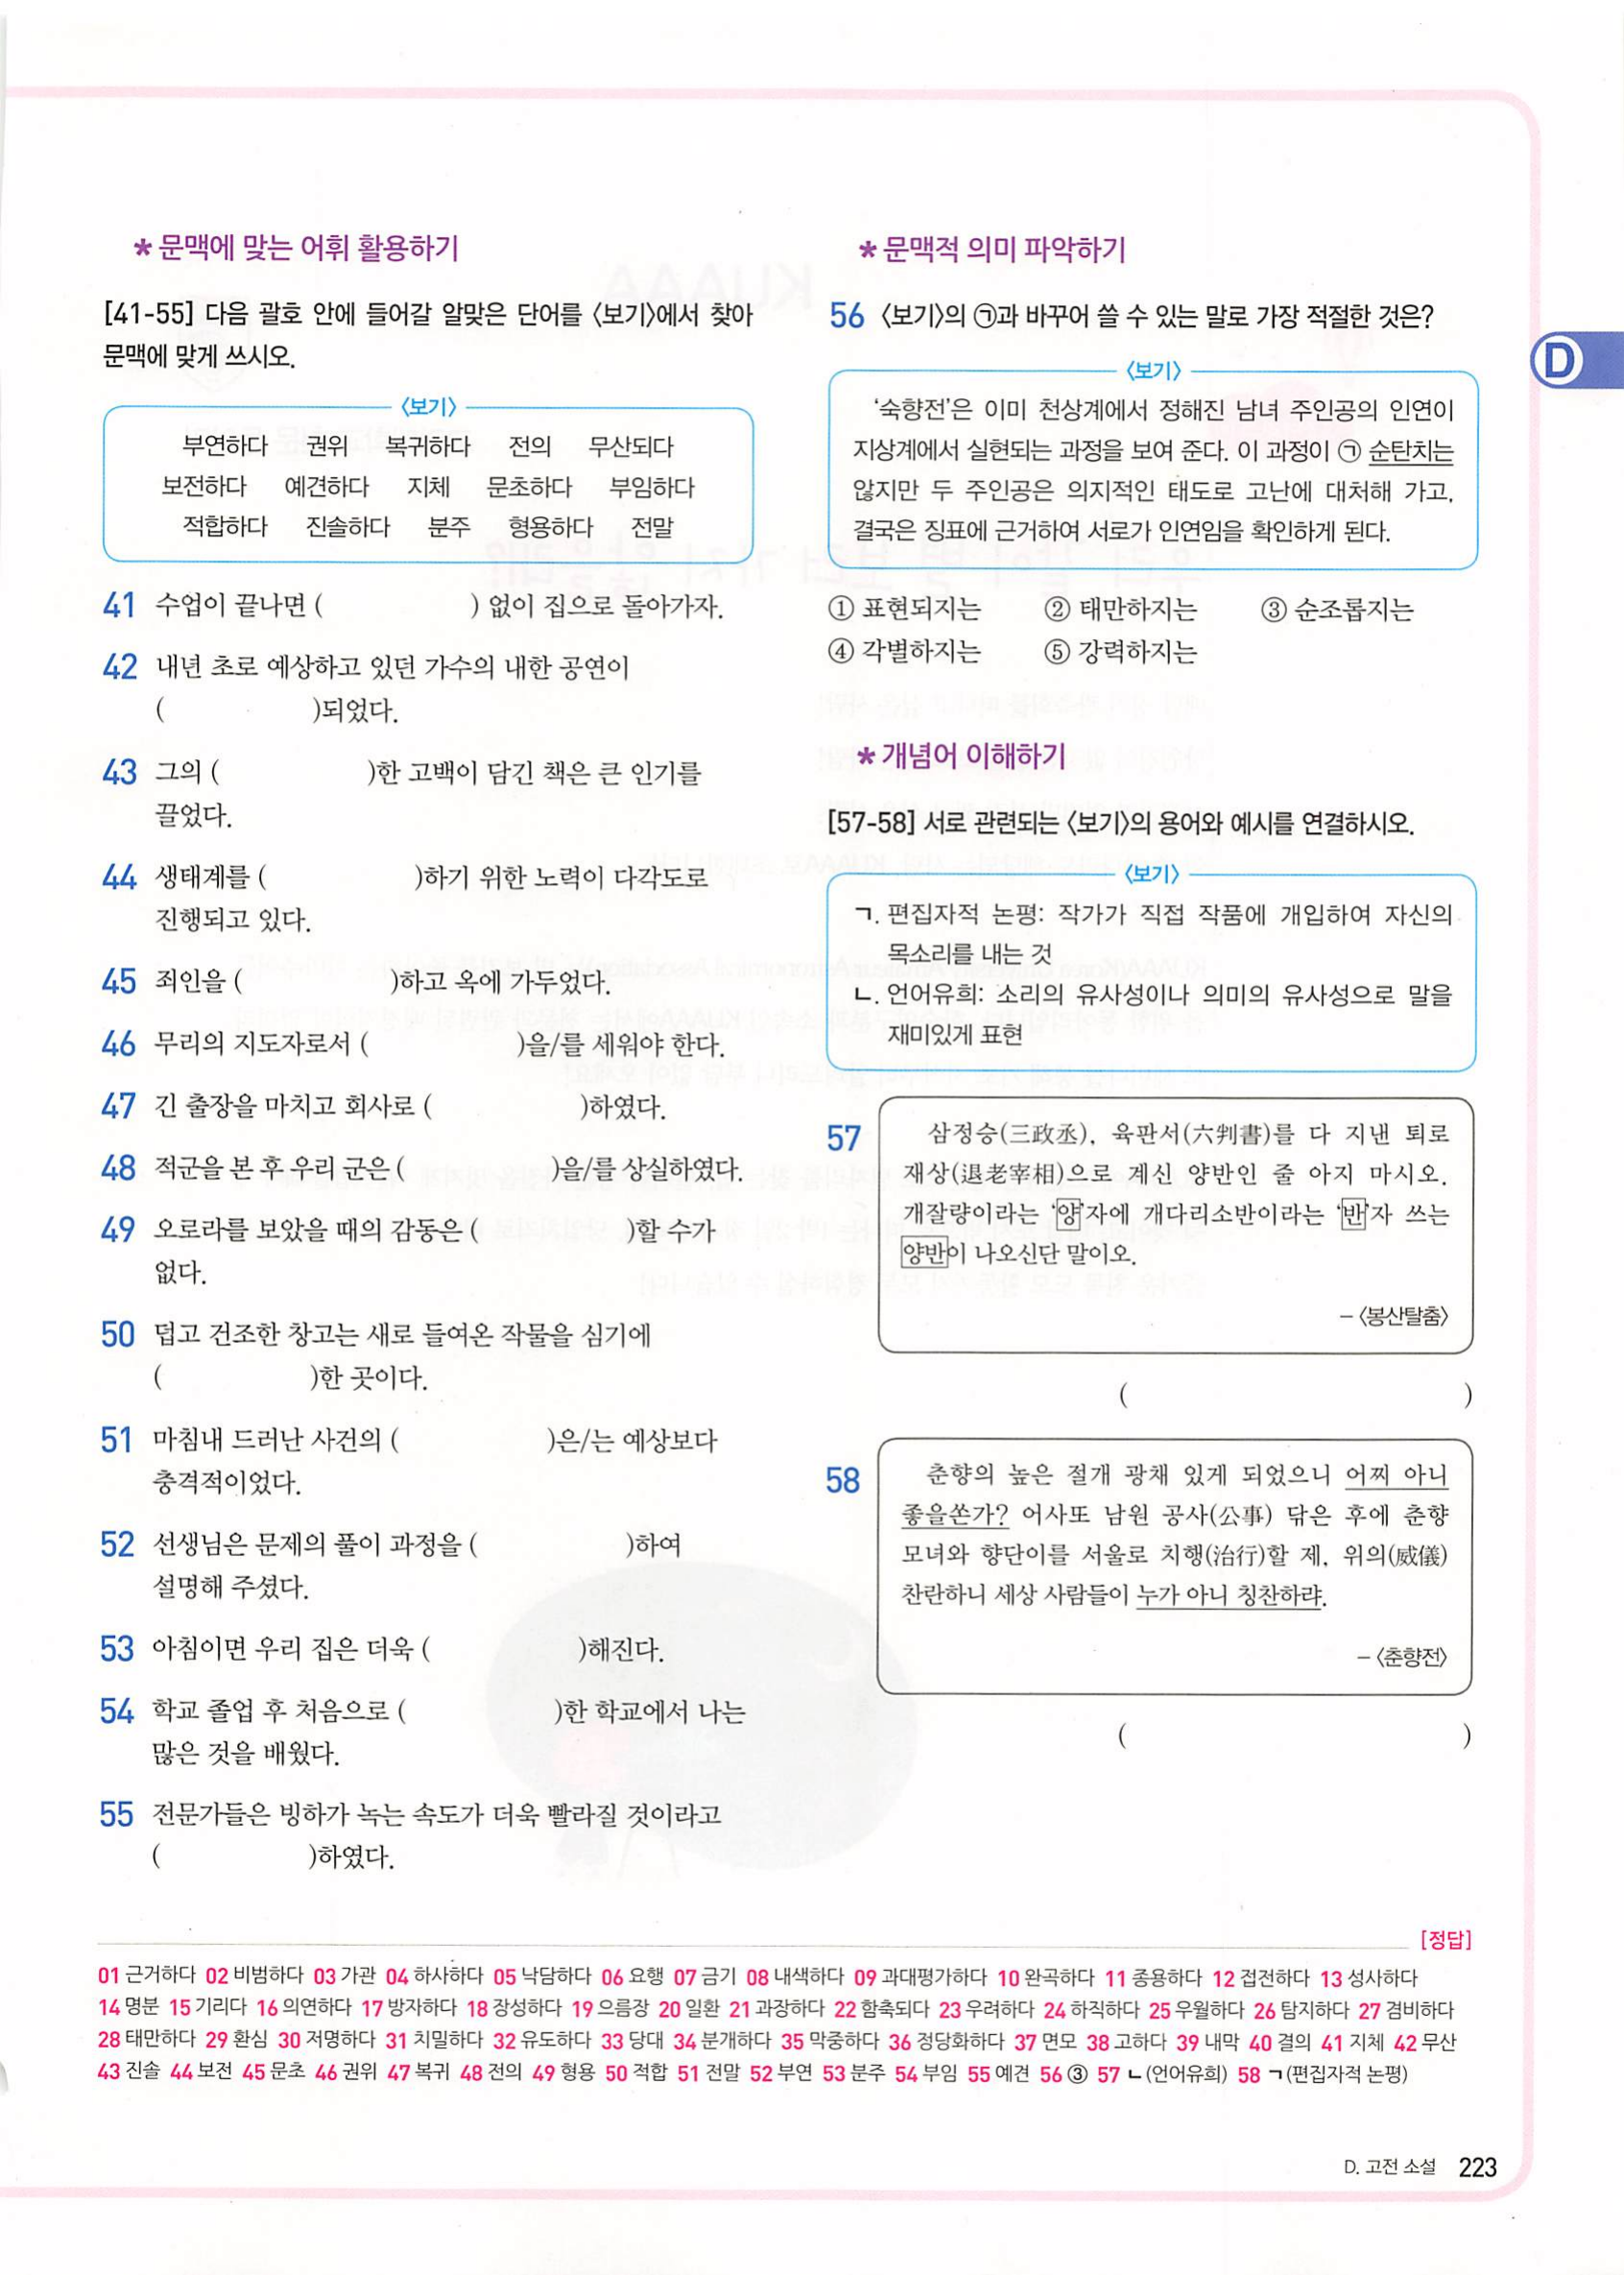 * 문맥에 맞는 어휘 활용하기
[41-55] 다음 괄호 안에 들어갈 알맞은 단어를 〈보기〉에서 찾아
문맥에 맞게 쓰시오.
〈보기〉
부연하다 권위 복귀하다 전의 무산되다
보전하다 예견하다 지체 문초하다 부임하다
적합하다 진솔하다 분주 형용하다 전말
41 수업이 끝나면 ( ) 없이 집으로 돌아가자.
42 내년 초로 예상하고 있던 가수의 내한 공연이
( )되었다.
43 그의 ( )한 고백이 담긴 책은 큰 인기를
끌었다.
44 생태계를 ( )하기 위한 노력이 다각도로
진행되고 있다.
45 죄인을 ( )하고 옥에 가두었다.
46 무리의 지도자로서 ( )을/를 세워야 한다.
47 긴 출장을 마치고 회사로 ( )하였다.
48 적군을 본 후 우리 군은 ( )을/를 상실하였다.
49 오로라를 보았을 때의 감동은 ( )할 수가
없다.
50 덥고 건조한 창고는 새로 들여온 작물을 심기에
( )한 곳이다.
51 마침내 드러난 사건의 ( )은/는 예상보다
충격적이었다.
52 선생님은 문제의 풀이 과정을 ( )하여
설명해 주셨다.
53 아침이면 우리 집은 더욱 ( )해진다.
54 학교 졸업 후 처음으로 ( )한 학교에서 나는
많은 것을 배웠다.
55 전문가들은 빙하가 녹는 속도가 더욱 빨라질 것이라고
( )하였다.
* 문맥적 의미 파악하기
56 〈보기〉의 ㉠과 바꾸어 쓸 수 있는 말로 가장 적절한 것은?
〈보기〉
‘숙향전’은 이미 천상계에서 정해진 남녀 주인공의 인연이
지상계에서 실현되는 과정을 보여 준다. 이 과정이 ㉠ 순탄치는
않지만 두 주인공은 의지적인 태도로 고난에 대처해 가고,
결국은 징표에 근거하여 서로가 인연임을 확인하게 된다.
① 표현되지는 ② 태만하지는 ③ 순조롭지는
④ 각별하지는 ⑤ 강력하지는
* 개념어 이해하기
[57-58] 서로 관련되는 〈보기〉의 용어와 예시를 연결하시오.
〈보기〉
ㄱ. 편집자적 논평: 작가가 직접 작품에 개입하여 자신의
목소리를 내는 것
ㄴ. 언어유희: 소리의 유사성이나 의미의 유사성으로 말을
재미있게 표현
57 삼정승(三政丞), 육판서(六判書)를 다 지낸 퇴로
재상(退老宰相)으로 계신 양반인 줄 아지 마시오.
개잘량이라는 ‘양’자에 개다리소반이라는 ‘반’자 쓰는
양반이 나오신단 말이오.
– 〈봉산탈춤〉
( )
58 춘향의 높은 절개 광채 있게 되었으니 어찌 아니
좋을쏜가? 어사또 남원 공사(公事) 닦은 후에 춘향
모녀와 향단이를 서울로 치행(治行)할 제, 위의(威儀)
찬란하니 세상 사람들이 누가 아니 칭찬하랴.
– 〈춘향전〉
( )
D
[정답]
01 근거하다 02 비범하다 03 가관 04 하사하다 05 낙담하다 06 요행 07 금기 08 내색하다 09 과대평가하다 10 완곡하다 11 종용하다 12 접전하다 13 성사하다
14 명분 15 기리다 16 의연하다 17 방자하다 18 장성하다 19 으름장 20 일환 21 과장하다 22 함축되다 23 우려하다 24 하직하다 25 우월하다 26 탐지하다 27 겸비하다
28 태만하다 29 환심 30 저명하다 31 치밀하다 32 유도하다 33 당대 34 분개하다 35 막중하다 36 정당화하다 37 면모 38 고하다 39 내막 40 결의 41 지체 42 무산
43 진솔 44 보전 45 문초 46 권위 47 복귀 48 전의 49 형용 50 적합 51 전말 52 부연 53 분주 54 부임 55 예견 56 ③ 57 ㄴ(언어유희) 58 ㄱ(편집자적 논평)
D. 고전 소설 223